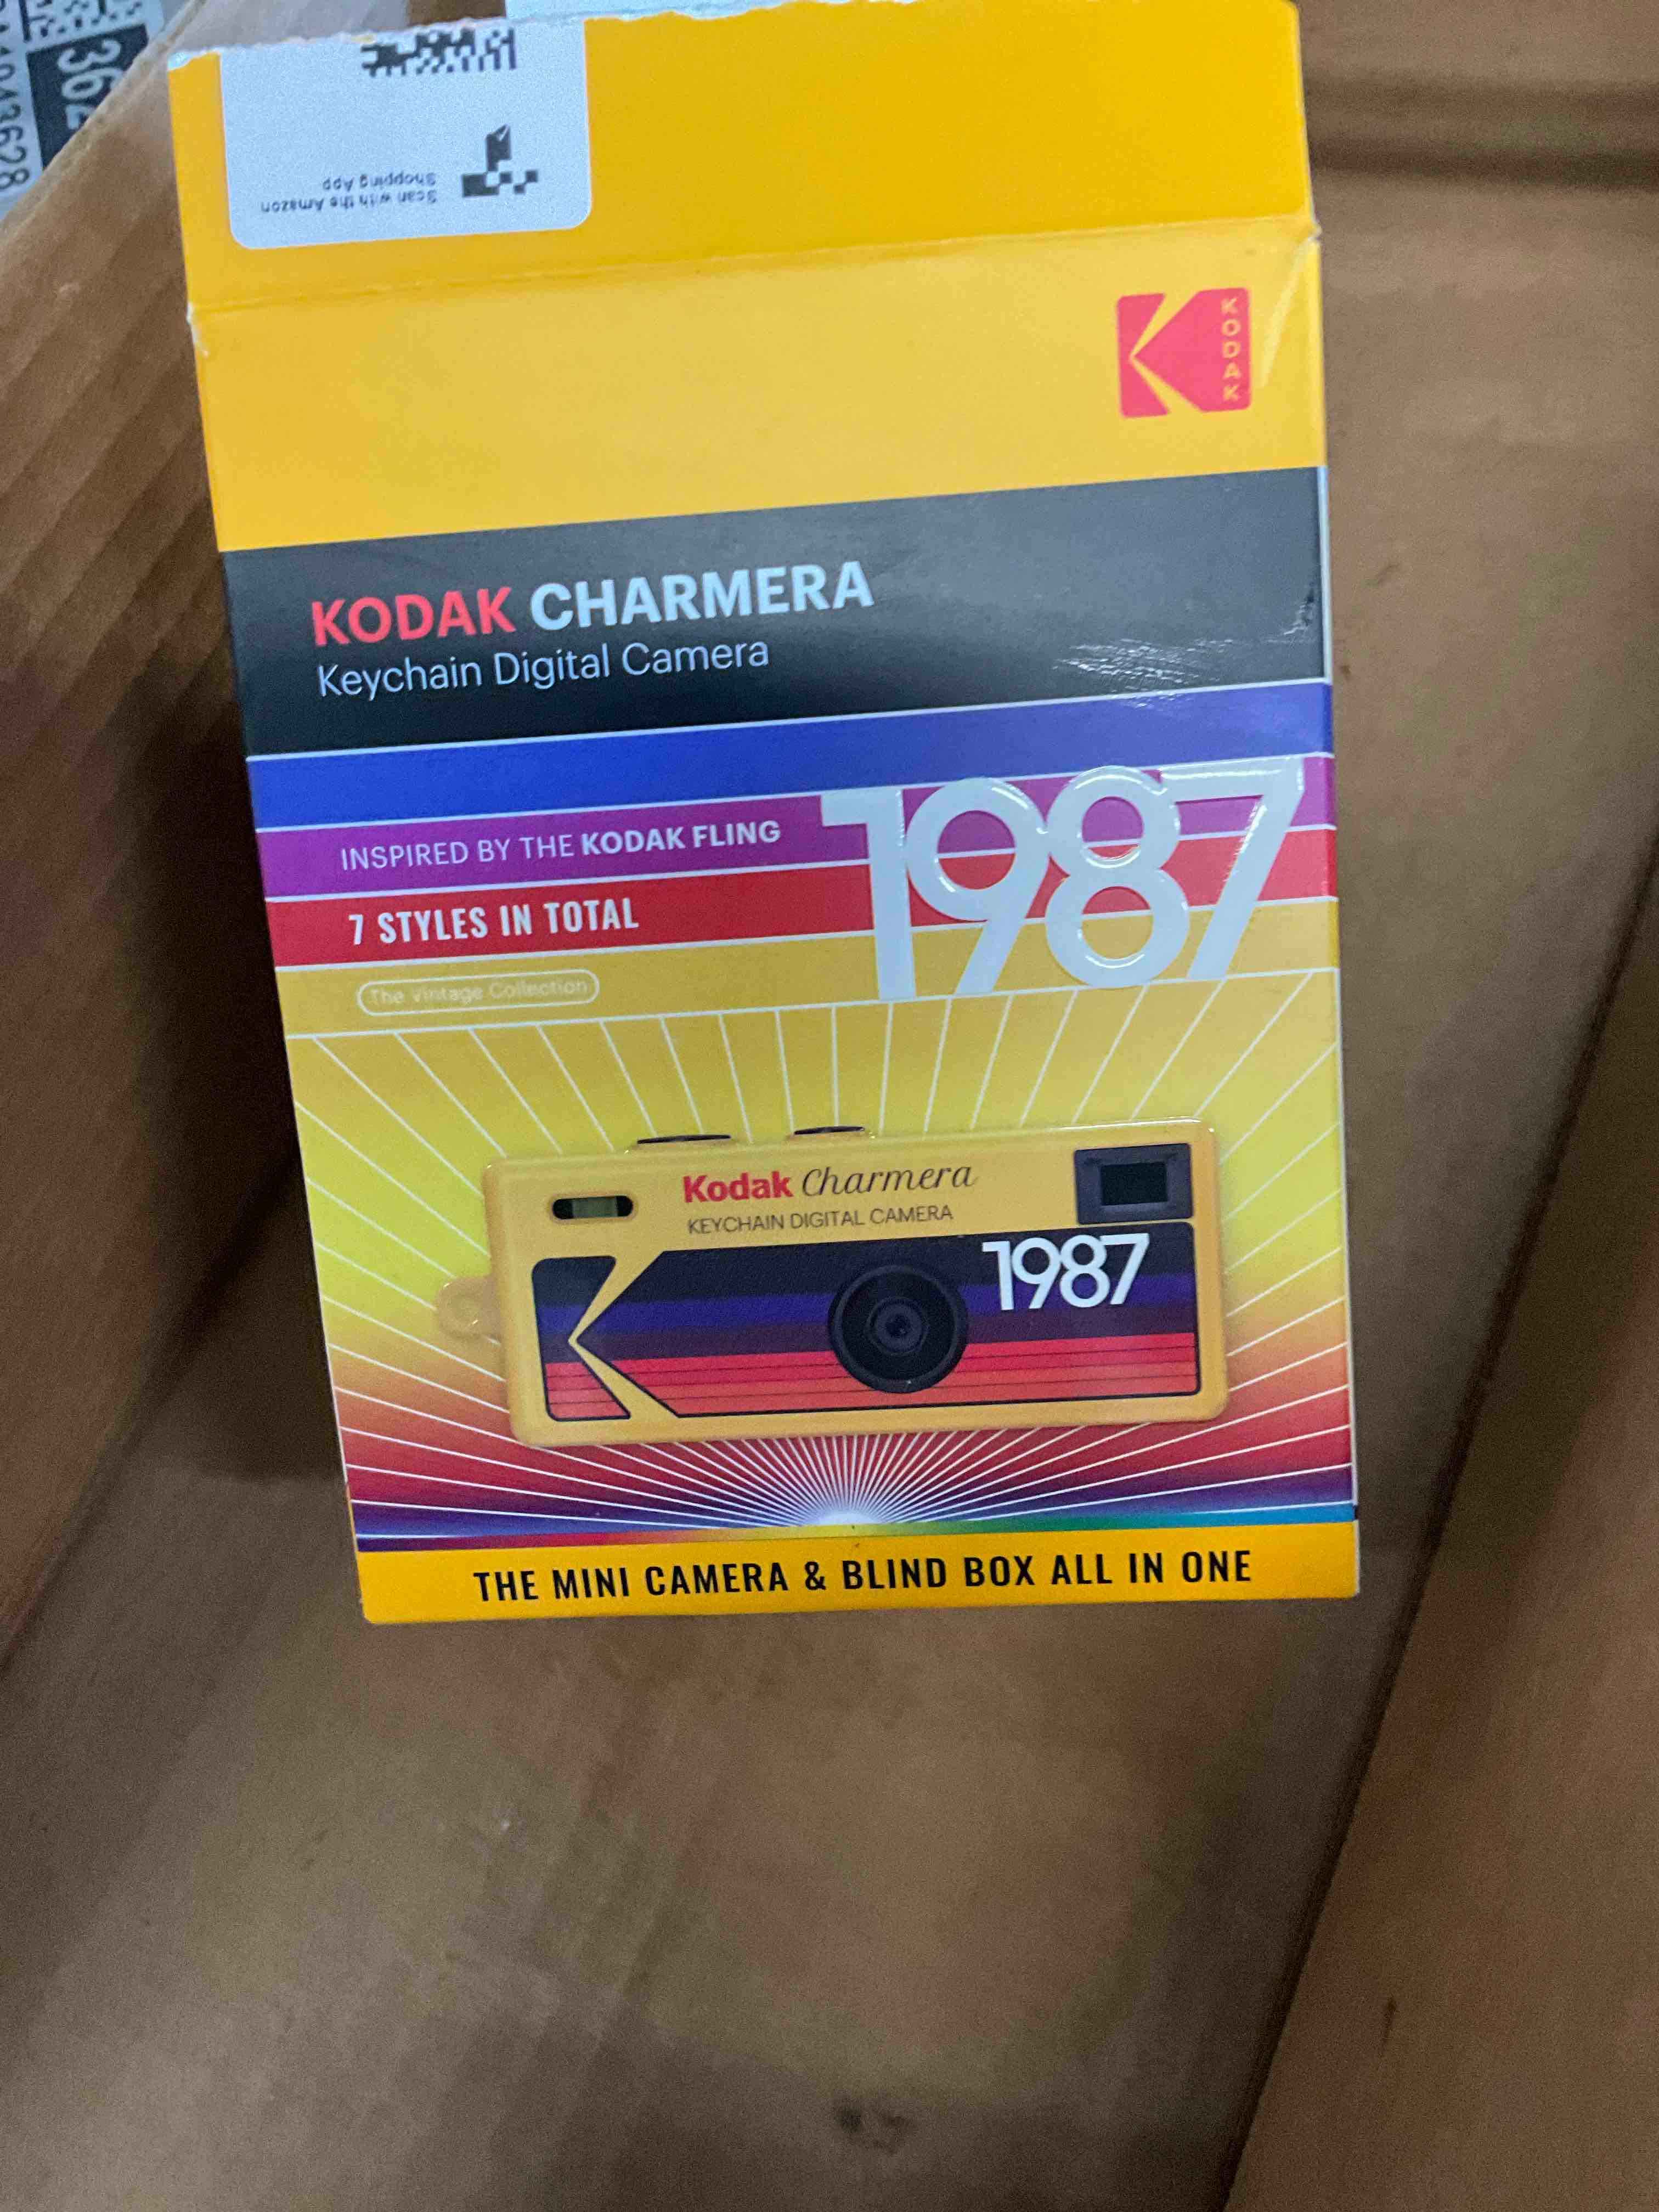 362
Scan with the Amazon
Shopping App
KODAK
KODAK CHARMERA
Keychain Digital Camera
INSPIRED BY THE KODAK FLING
1987
7 STYLES IN TOTAL
The Vintage Collection
Kodak Charmera
KEYCHAIN DIGITAL CAMERA
1987
THE MINI CAMERA & BLIND BOX ALL IN ONE